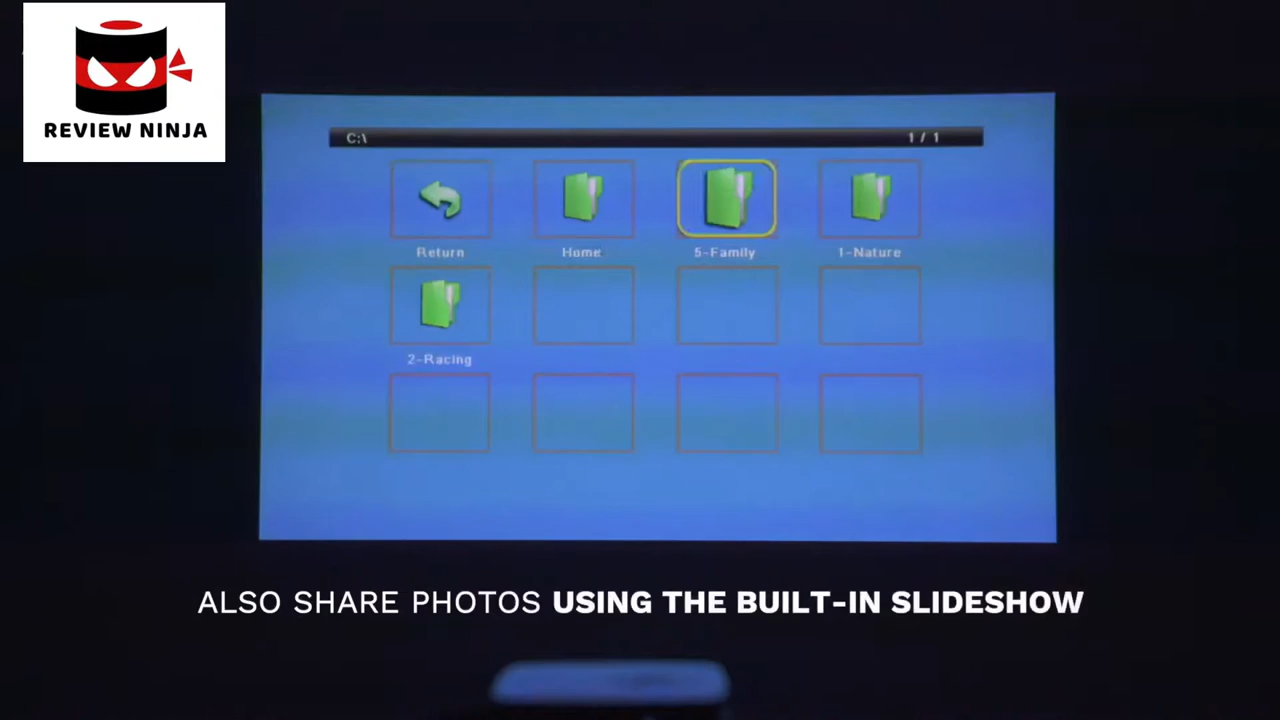 REVIEW NINJA
C:\ 1 / 1
Return Home 5-Family 1-Nature
2-Racing
ALSO SHARE PHOTOS USING THE BUILT-IN SLIDESHOW